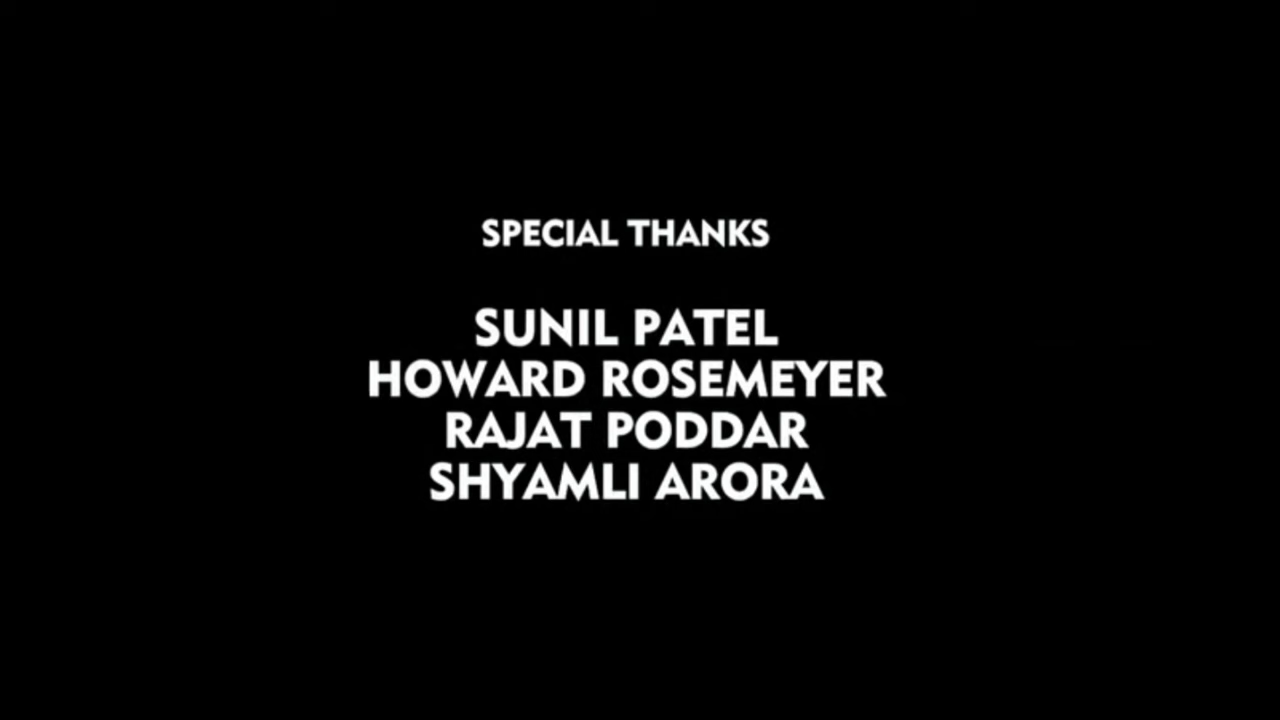 SPECIAL THANKS
SUNIL PATEL
HOWARD ROSEMEYER
RAJAT PODDAR
SHYAMLI ARORA